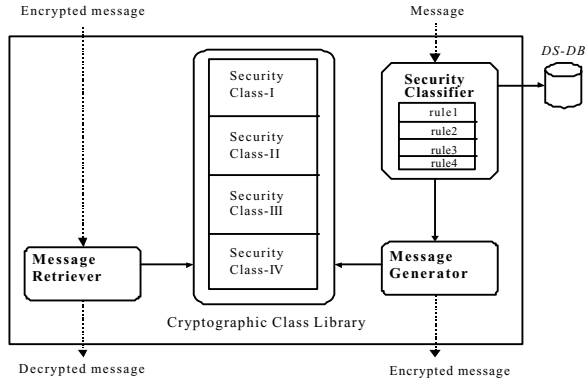 Encrypted message
Message
DS-DB
Security
Class-I
Security
Class-II
Security
Class-III
Security
Class-IV
Security
Classifier
rule1
rule2
rule3
rule4
Message
Retriever
Message
Generator
Cryptographic Class Library
Decrypted message
Encrypted message